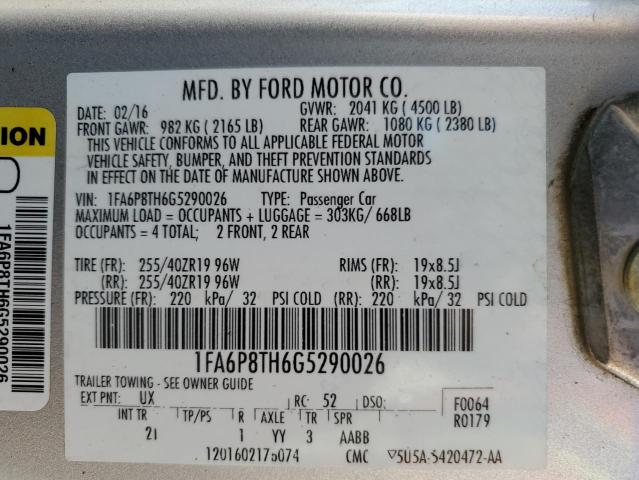 MFD. BY FORD MOTOR CO.
DATE: 02/16 GVWR: 2041 KG ( 4500 LB)
FRONT GAWR: 982 KG ( 2165 LB) REAR GAWR: 1080 KG ( 2380 LB)
THIS VEHICLE CONFORMS TO ALL APPLICABLE FEDERAL MOTOR
VEHICLE SAFETY, BUMPER, AND THEFT PREVENTION STANDARDS
IN EFFECT ON THE DATE OF MANUFACTURE SHOWN ABOVE.
VIN: 1FA6P8TH6G5290026 TYPE: Passenger Car
MAXIMUM LOAD = OCCUPANTS + LUGGAGE = 303KG/ 668LB
OCCUPANTS = 4 TOTAL; 2 FRONT, 2 REAR
TIRE (FR): 255/40ZR19 96W RIMS (FR): 19x8.5J
(RR): 255/40ZR19 96W (RR): 19x8.5J
PRESSURE (FR): 220 kPa/ 32 PSI COLD (RR): 220 kPa/ 32 PSI COLD
1FA6P8TH6G5290026
TRAILER TOWING - SEE OWNER GUIDE
EXT PNT: UX RC: 52 DSO: F0064
INT TR TP/PS R AXLE TR SPR R0179
2I 1 YY 3 AABB
CMC 5U5A-5420472-AA
ION
1FA6P8TH6G5290026